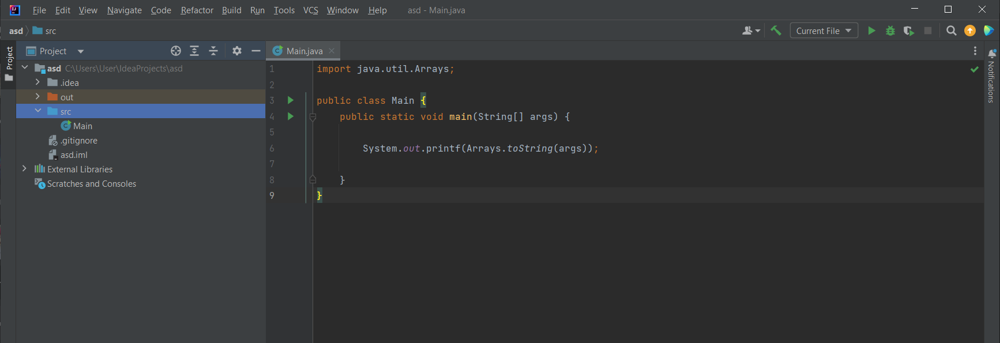 File Edit View Navigate Code Refactor Build Run Tools VCS Window Help asd - Main.java
asd src Current File
Project
Project
Main.java
Notifications
asd C:\Users\User\IdeaProjects\asd
.idea
out
src
Main
.gitignore
asd.iml
External Libraries
Scratches and Consoles
1 import java.util.Arrays;
2
3 public class Main {
4 public static void main(String[] args) {
5
6 System.out.printf(Arrays.toString(args));
7
8 }
9 }